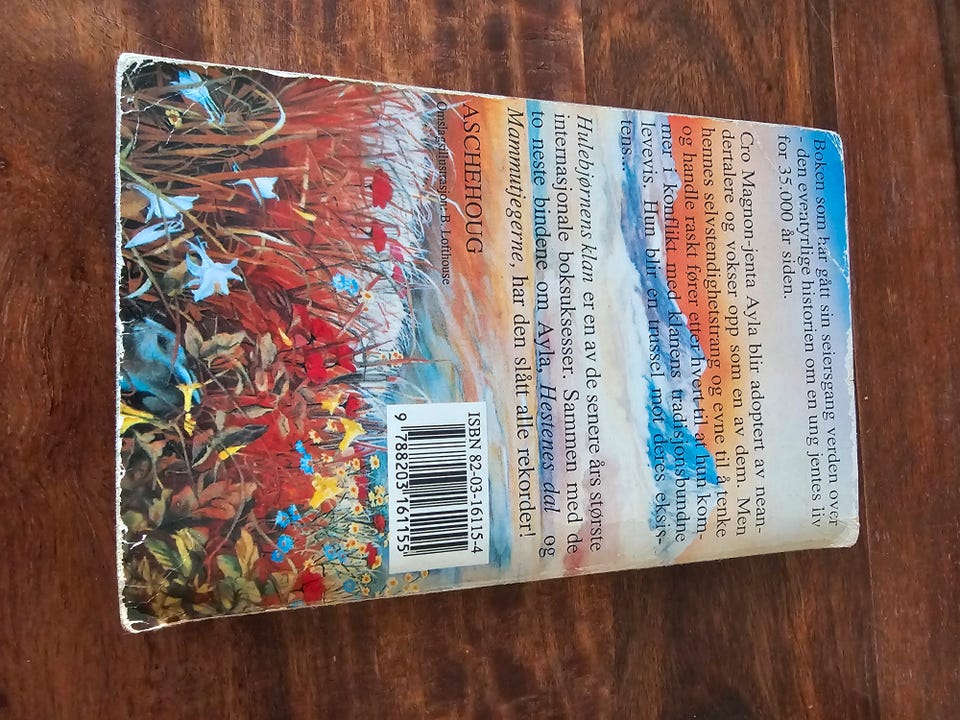 Boken som har gått sin seiersgang verden over
- den eventyrlige historien om en ung jentes liv
for 35.000 år siden.
Cro Magnon-jenta Ayla blir adoptert av nean-
dertalere og vokser opp som en av dem. Men
hennes selvstendighetstrang og evne til å tenke
og handle raskt fører etter hvert til at hun kom-
mer i konflikt med klanens tradisjonsbundne
levevis. Hun blir en trussel mot deres eksis-
tens...
Hulebjørnens klan er en av de senere års største
internasjonale boksuksesser. Sammen med de
to neste bindene om Ayla, Hestenes dal og
Mammutjegerne, har den slått alle rekorder!
ASCHEHOUG
Omslagsillustrasjon: B. Lofthouse
ISBN 82-03-16115-4
9 788203 161155